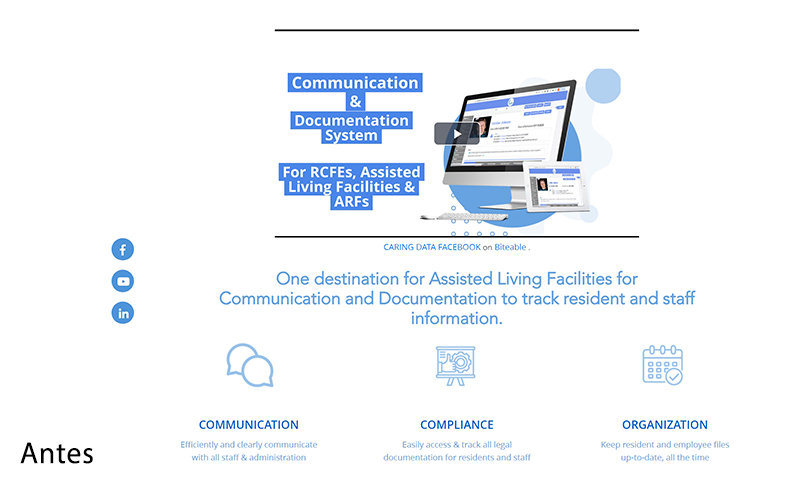 Communication
&
Documentation
System
For RCFEs, Assisted
Living Facilities &
ARFs
CARING DATA FACEBOOK on Biteable .
One destination for Assisted Living Facilities for
Communication and Documentation to track resident and staff
information.
COMMUNICATION
Efficiently and clearly communicate
with all staff & administration
COMPLIANCE
Easily access & track all legal
documentation for residents and staff
ORGANIZATION
Keep resident and employee files
up-to-date, all the time
Antes